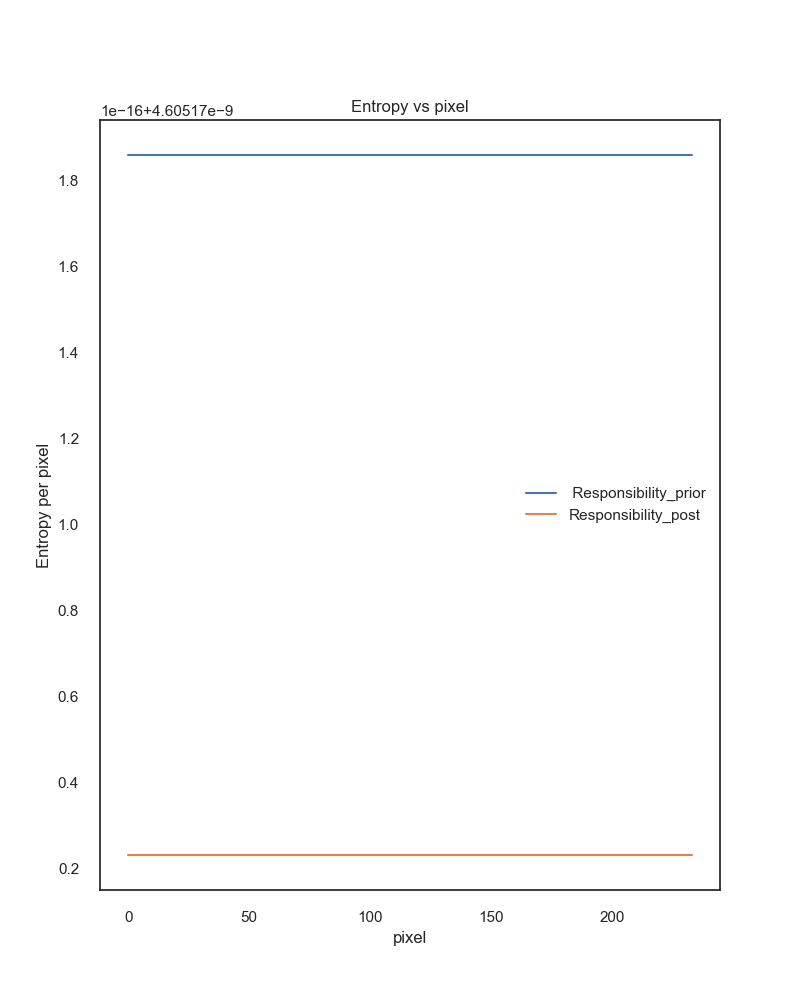 Entropy vs pixel
1e−16+4.60517e−9
1.8
1.6
1.4
1.2
1.0
0.8
0.6
0.4
0.2
Entropy per pixel
Responsibility_prior
Responsibility_post
0 50 100 150 200
pixel